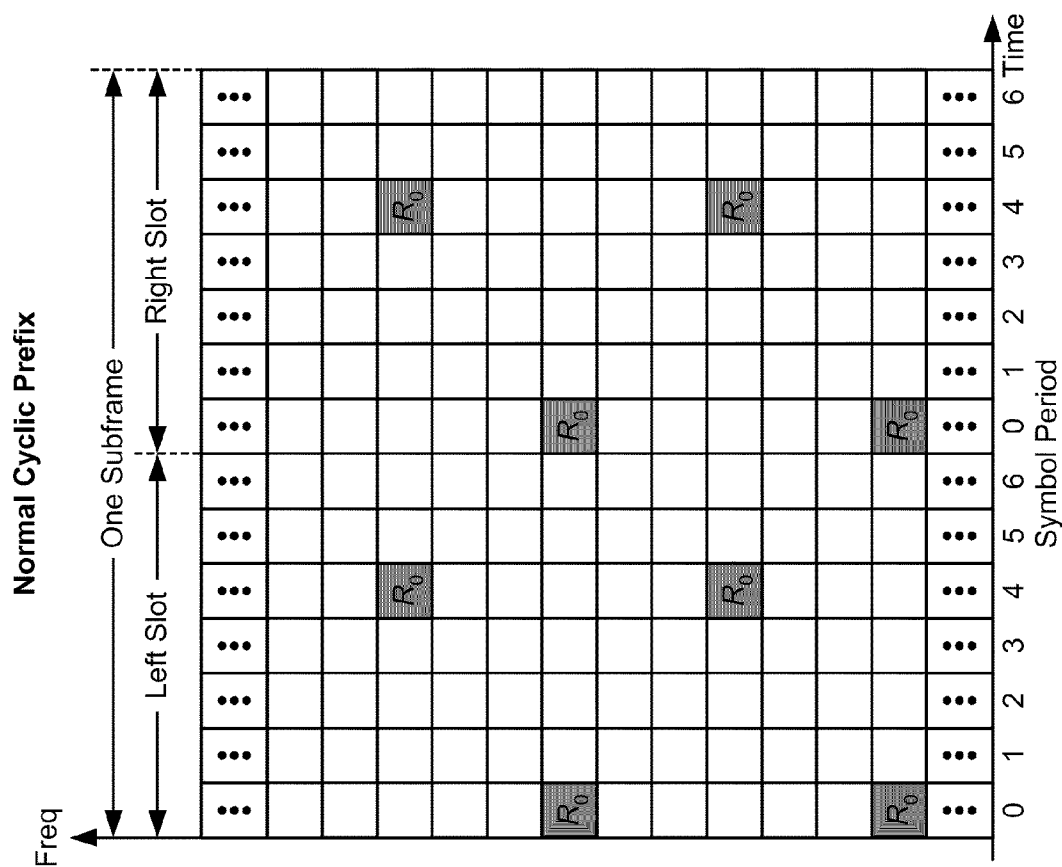 Normal Cyclic Prefix
Freq
One Subframe
Left Slot Right Slot
... ... ... ... ... ... ... ... ... ... ... ... ... ...
R0 R0
R0 R0
R0 R0
R0 R0
... ... ... ... ... ... ... ... ... ... ... ... ... ...
0 1 2 3 4 5 6 0 1 2 3 4 5 6 Time
Symbol Period